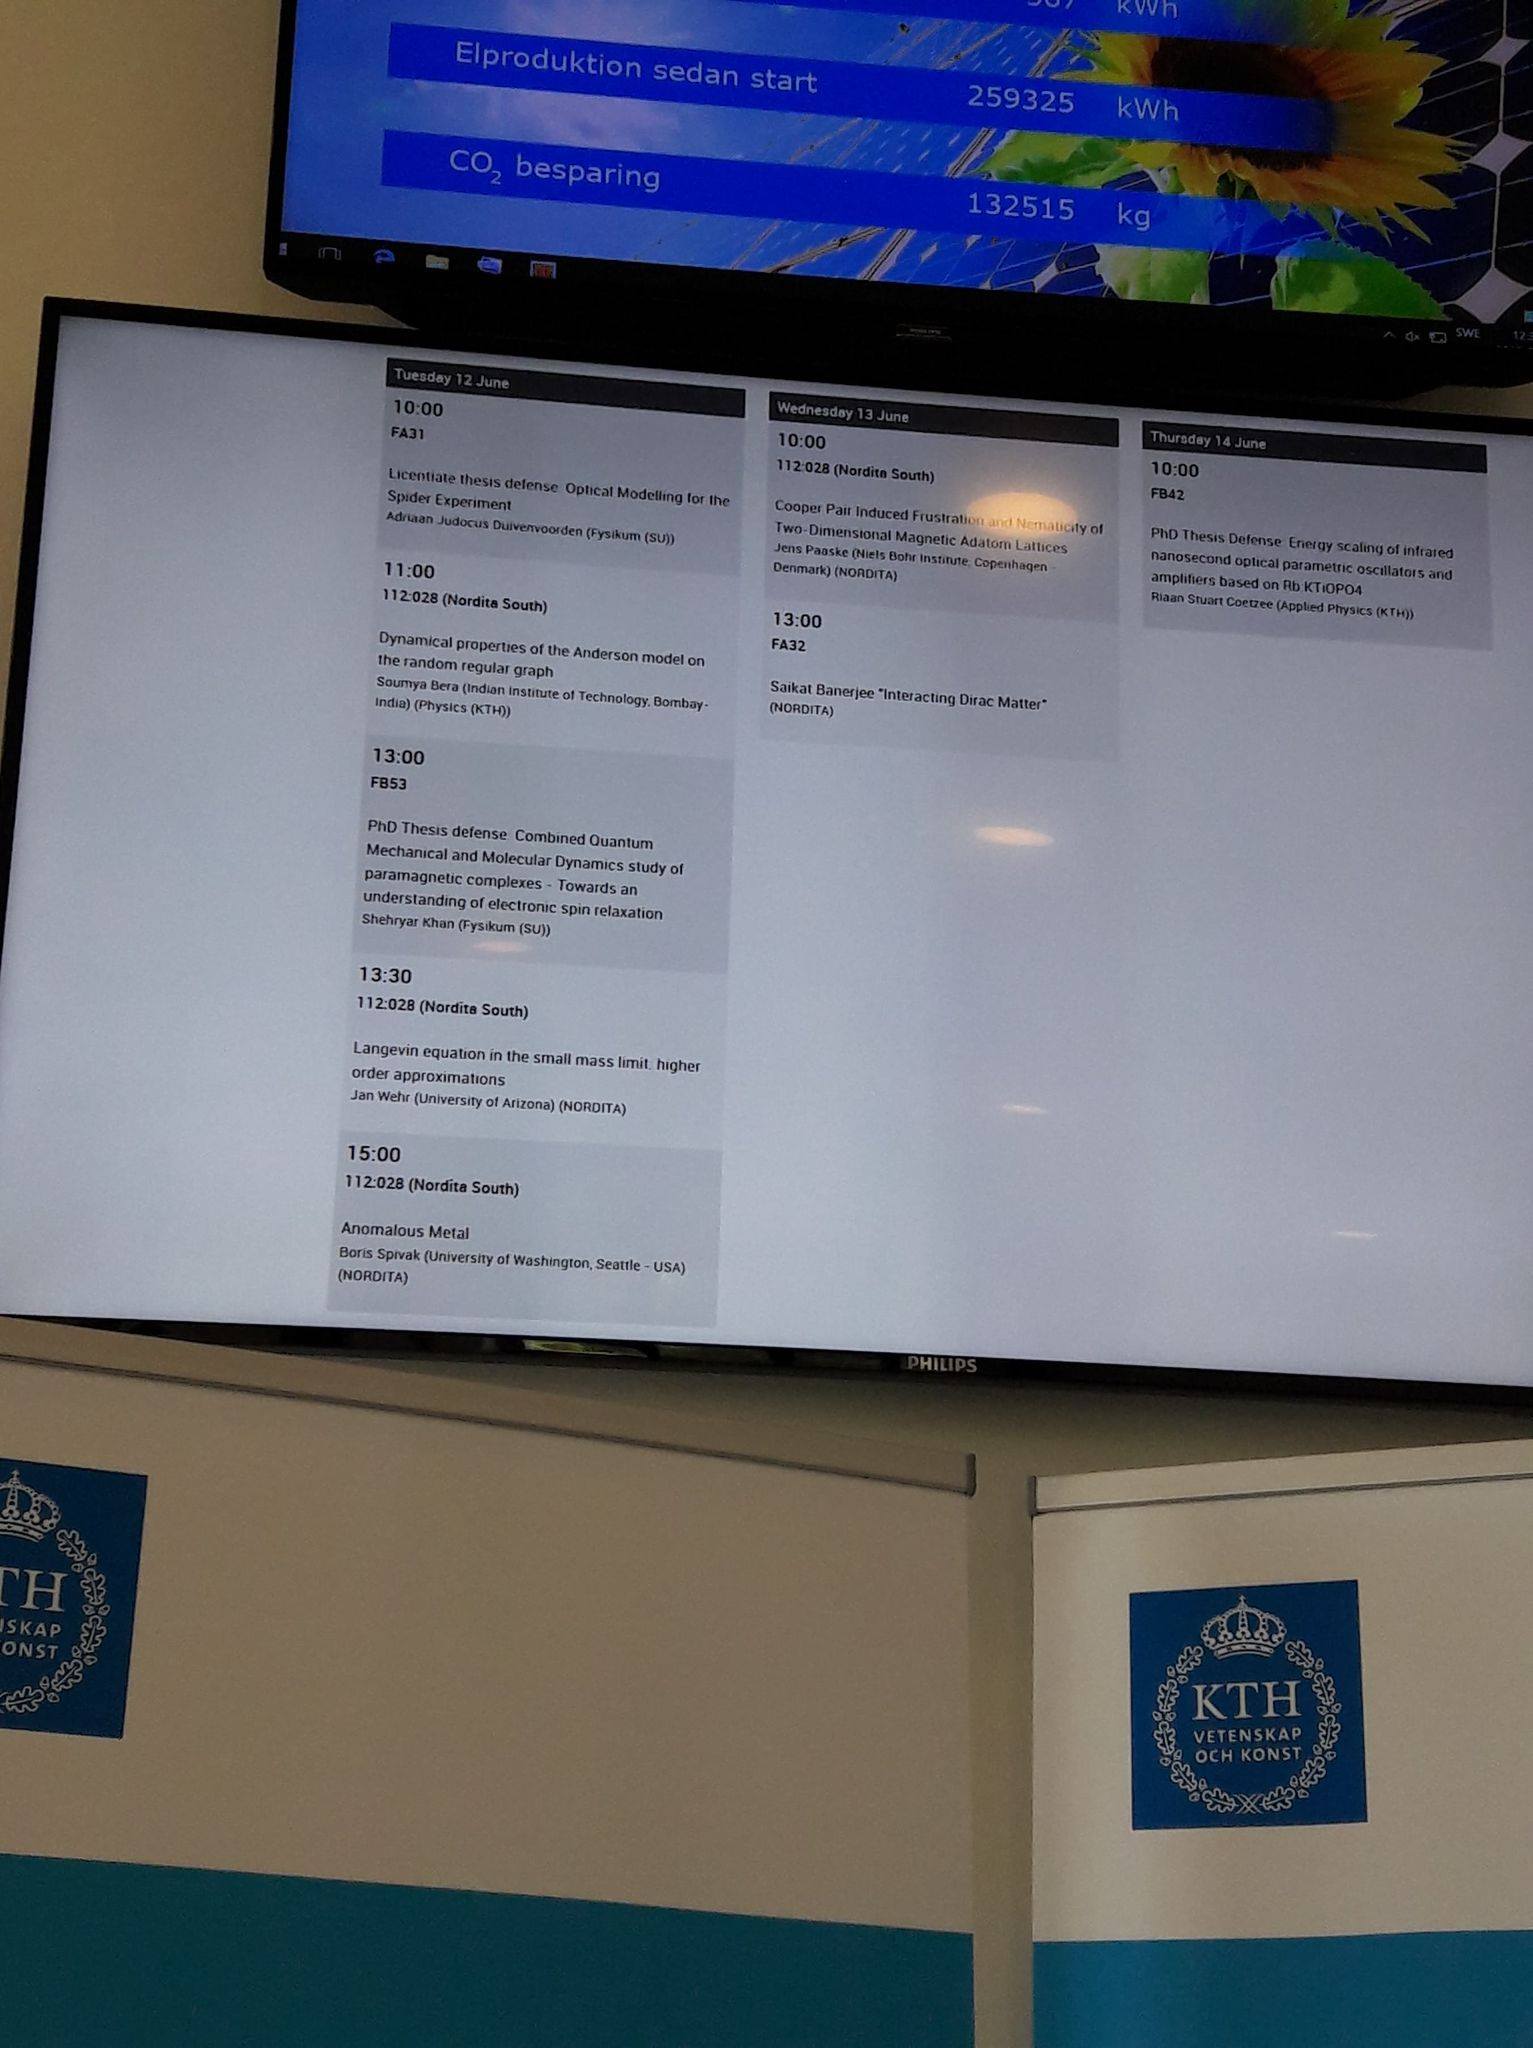 kWh
Elproduktion sedan start
259325 kWh
CO2 besparing
132515 kg
SWE
Tuesday 12 June
10:00
FA31
Licentiate thesis defense: Optical Modelling for the
Spider Experiment
Adriaan Judocus Duivenvoorden (Fysikum (SU))
11:00
112:028 (Nordita South)
Dynamical properties of the Anderson model on
the random regular graph
Soumya Bera (Indian Institute of Technology, Bombay-
India) (Physics (KTH))
13:00
FB53
PhD Thesis defense: Combined Quantum
Mechanical and Molecular Dynamics study of
paramagnetic complexes - Towards an
understanding of electronic spin relaxation
Shehryar Khan (Fysikum (SU))
13:30
112:028 (Nordita South)
Langevin equation in the small mass limit: higher
order approximations
Jan Wehr (University of Arizona) (NORDITA)
15:00
112:028 (Nordita South)
Anomalous Metal
Boris Spivak (University of Washington, Seattle - USA)
(NORDITA)
Wednesday 13 June
10:00
112:028 (Nordita South)
Cooper Pair Induced Frustration and Nematicity of
Two-Dimensional Magnetic Adatom Lattices
Jens Paaske (Niels Bohr Institute, Copenhagen -
Denmark) (NORDITA)
13:00
FA32
Saikat Banerjee "Interacting Dirac Matter"
(NORDITA)
Thursday 14 June
10:00
FB42
PhD Thesis Defense: Energy scaling of infrared
nanosecond optical parametric oscillators and
amplifiers based on Rb:KTiOPO4
Riaan Stuart Coetzee (Applied Physics (KTH))
PHILIPS
TH
NSKAP
ONST
KTH
VETENSKAP
OCH KONST